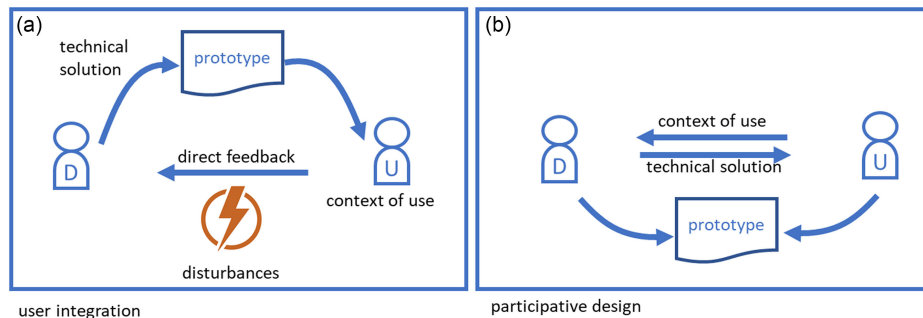 (a)
technical
solution
prototype
D
direct feedback
U
context of use
disturbances
user integration
(b)
context of use
D
U
technical solution
prototype
participative design